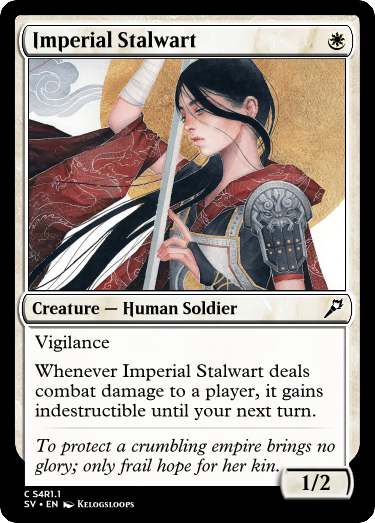 Imperial Stalwart
Creature — Human Soldier
Vigilance
Whenever Imperial Stalwart deals
combat damage to a player, it gains
indestructible until your next turn.
To protect a crumbling empire brings no
glory; only frail hope for her kin.
1/2
C S4R1.1
SV • EN Kelogsloops